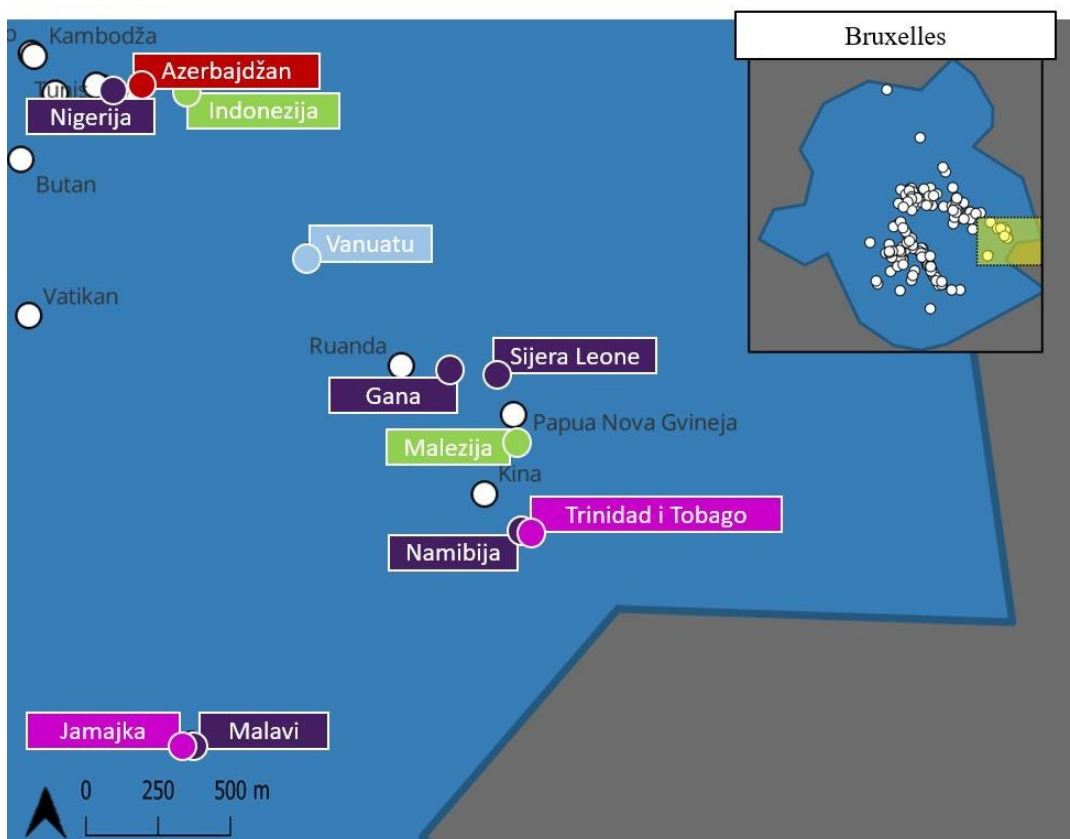 Bruxelles
Kambodža
Azerbajdžan
Tunis
Nigerija
Indonezija
Butan
Vanuatu
Vatikan
Ruanda
Sijera Leone
Gana
Papua Nova Gvineja
Malezija
Kina
Trinidad i Tobago
Namibija
Jamajka
Malavi
0 250 500 m